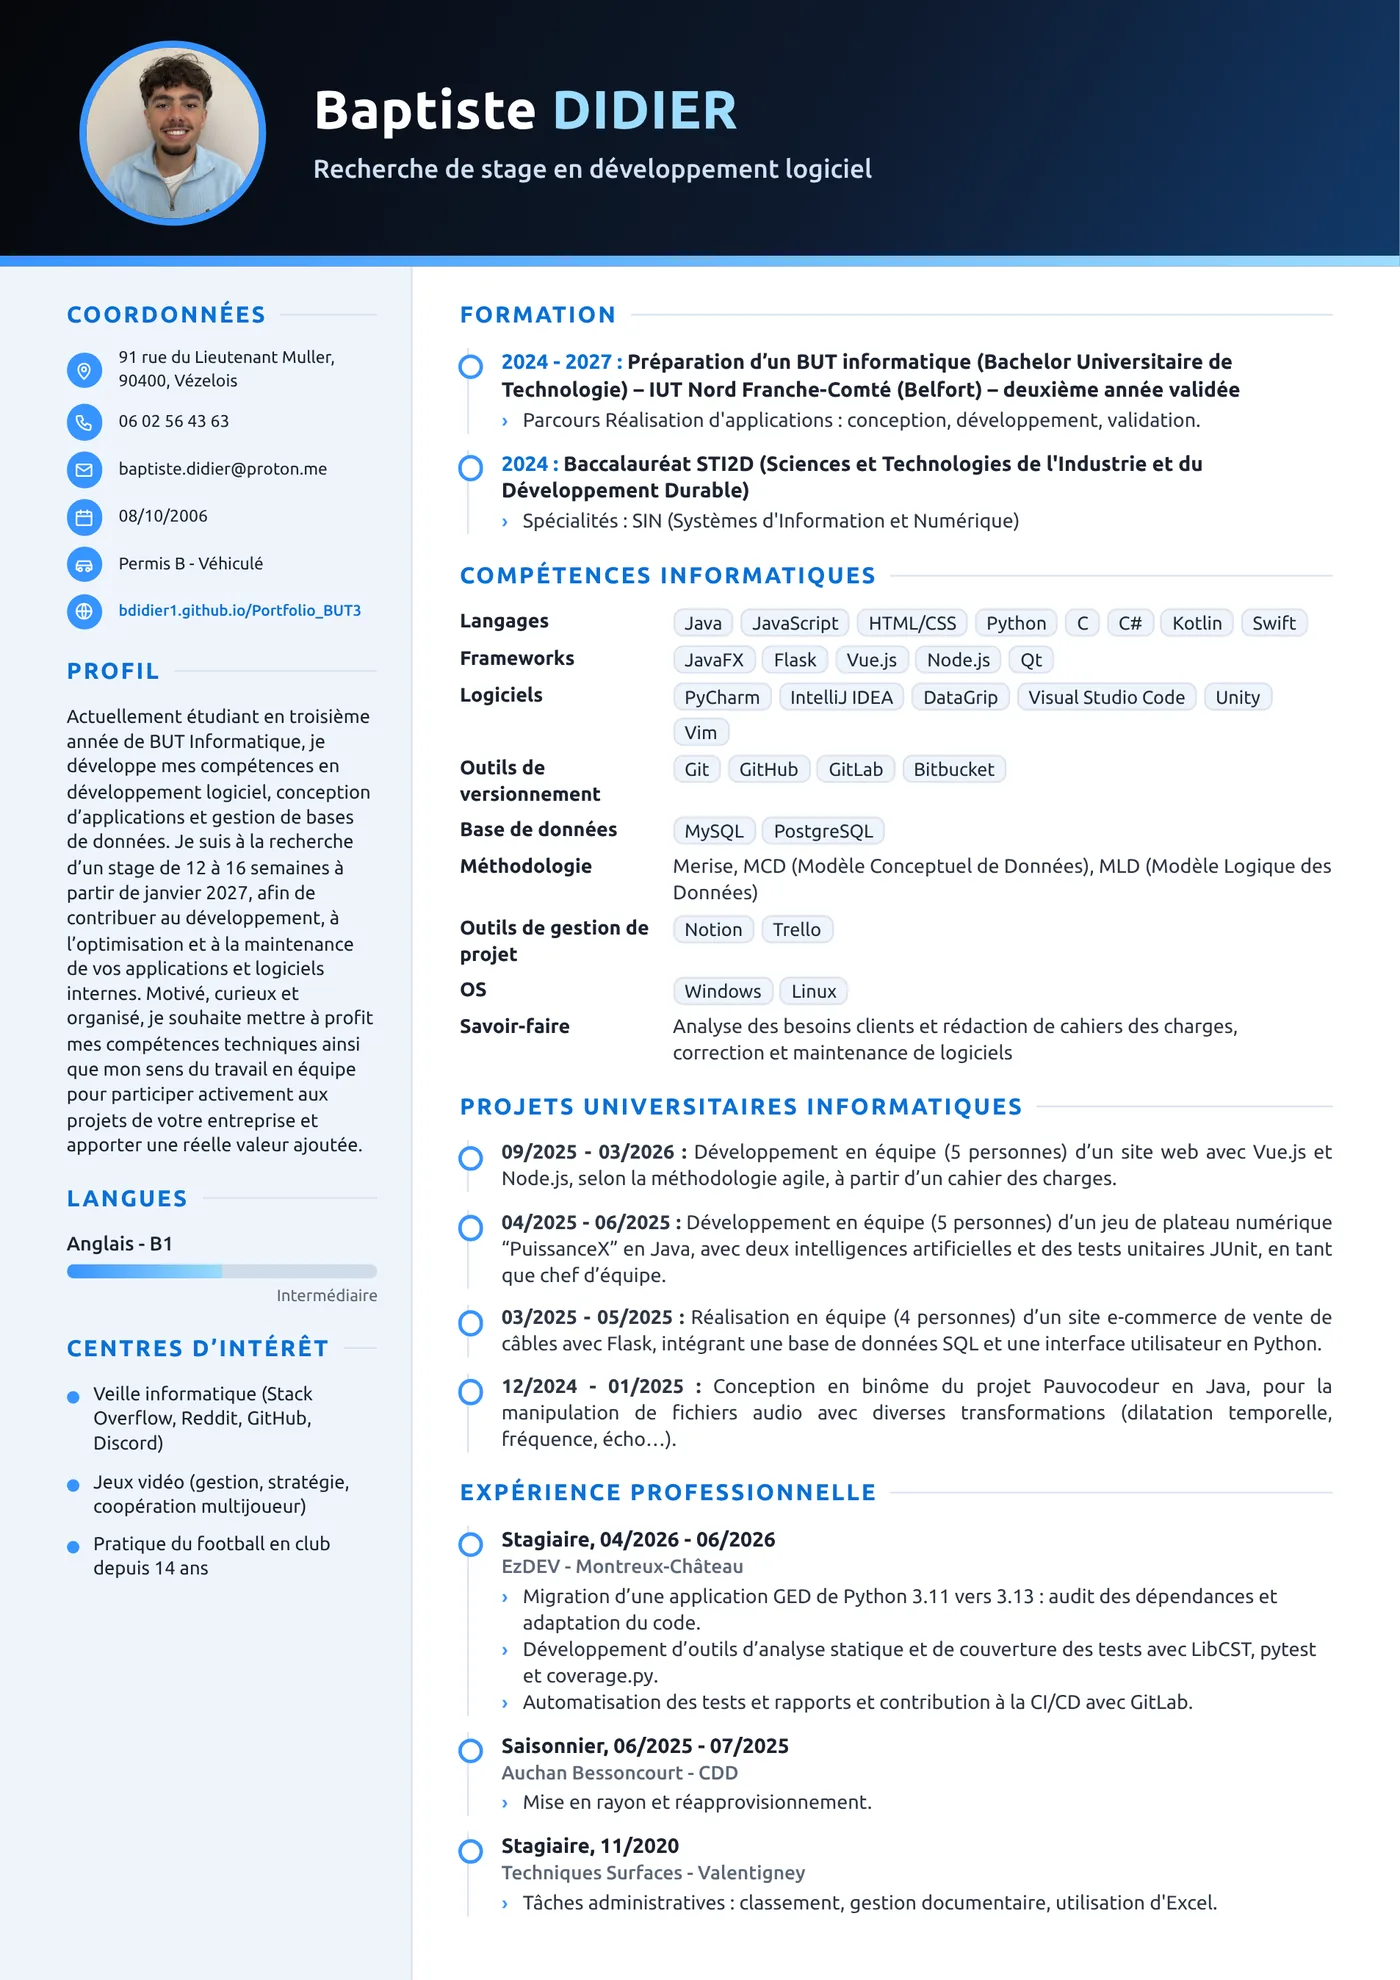 Baptiste DIDIER
Recherche de stage en développement logiciel
COORDONNÉES
91 rue du Lieutenant Muller,
90400, Vézelois
06 02 56 43 63
baptiste.didier@proton.me
08/10/2006
Permis B - Véhiculé
bdidier1.github.io/Portfolio_BUT3
PROFIL
Actuellement étudiant en troisième
année de BUT Informatique, je
développe mes compétences en
développement logiciel, conception
d’applications et gestion de bases
de données. Je suis à la recherche
d’un stage de 12 à 16 semaines à
partir de janvier 2027, afin de
contribuer au développement, à
l’optimisation et à la maintenance
de vos applications et logiciels
internes. Motivé, curieux et
organisé, je souhaite mettre à profit
mes compétences techniques ainsi
que mon sens du travail en équipe
pour participer activement aux
projets de votre entreprise et
apporter une réelle valeur ajoutée.
LANGUES
Anglais - B1
Intermédiaire
CENTRES D’INTÉRÊT
Veille informatique (Stack
Overflow, Reddit, GitHub,
Discord)
Jeux vidéo (gestion, stratégie,
coopération multijoueur)
Pratique du football en club
depuis 14 ans
FORMATION
2024 - 2027 : Préparation d’un BUT informatique (Bachelor Universitaire de
Technologie) – IUT Nord Franche-Comté (Belfort) – deuxième année validée
› Parcours Réalisation d'applications : conception, développement, validation.
2024 : Baccalauréat STI2D (Sciences et Technologies de l'Industrie et du
Développement Durable)
› Spécialités : SIN (Systèmes d'Information et Numérique)
COMPÉTENCES INFORMATIQUES
Langages Java JavaScript HTML/CSS Python C C# Kotlin Swift
Frameworks JavaFX Flask Vue.js Node.js Qt
Logiciels PyCharm IntelliJ IDEA DataGrip Visual Studio Code Unity
Vim
Outils de Git GitHub GitLab Bitbucket
versionnement
Base de données MySQL PostgreSQL
Méthodologie Merise, MCD (Modèle Conceptuel de Données), MLD (Modèle Logique des
Données)
Outils de gestion de Notion Trello
projet
OS Windows Linux
Savoir-faire Analyse des besoins clients et rédaction de cahiers des charges,
correction et maintenance de logiciels
PROJETS UNIVERSITAIRES INFORMATIQUES
09/2025 - 03/2026 : Développement en équipe (5 personnes) d’un site web avec Vue.js et
Node.js, selon la méthodologie agile, à partir d’un cahier des charges.
04/2025 - 06/2025 : Développement en équipe (5 personnes) d’un jeu de plateau numérique
“PuissanceX” en Java, avec deux intelligences artificielles et des tests unitaires JUnit, en tant
que chef d’équipe.
03/2025 - 05/2025 : Réalisation en équipe (4 personnes) d’un site e-commerce de vente de
câbles avec Flask, intégrant une base de données SQL et une interface utilisateur en Python.
12/2024 - 01/2025 : Conception en binôme du projet Pauvocodeur en Java, pour la
manipulation de fichiers audio avec diverses transformations (dilatation temporelle,
fréquence, écho…).
EXPÉRIENCE PROFESSIONNELLE
Stagiaire, 04/2026 - 06/2026
EzDEV - Montreux-Château
› Migration d’une application GED de Python 3.11 vers 3.13 : audit des dépendances et
adaptation du code.
› Développement d’outils d’analyse statique et de couverture des tests avec LibCST, pytest
et coverage.py.
› Automatisation des tests et rapports et contribution à la CI/CD avec GitLab.
Saisonnier, 06/2025 - 07/2025
Auchan Bessoncourt - CDD
› Mise en rayon et réapprovisionnement.
Stagiaire, 11/2020
Techniques Surfaces - Valentigney
› Tâches administratives : classement, gestion documentaire, utilisation d'Excel.